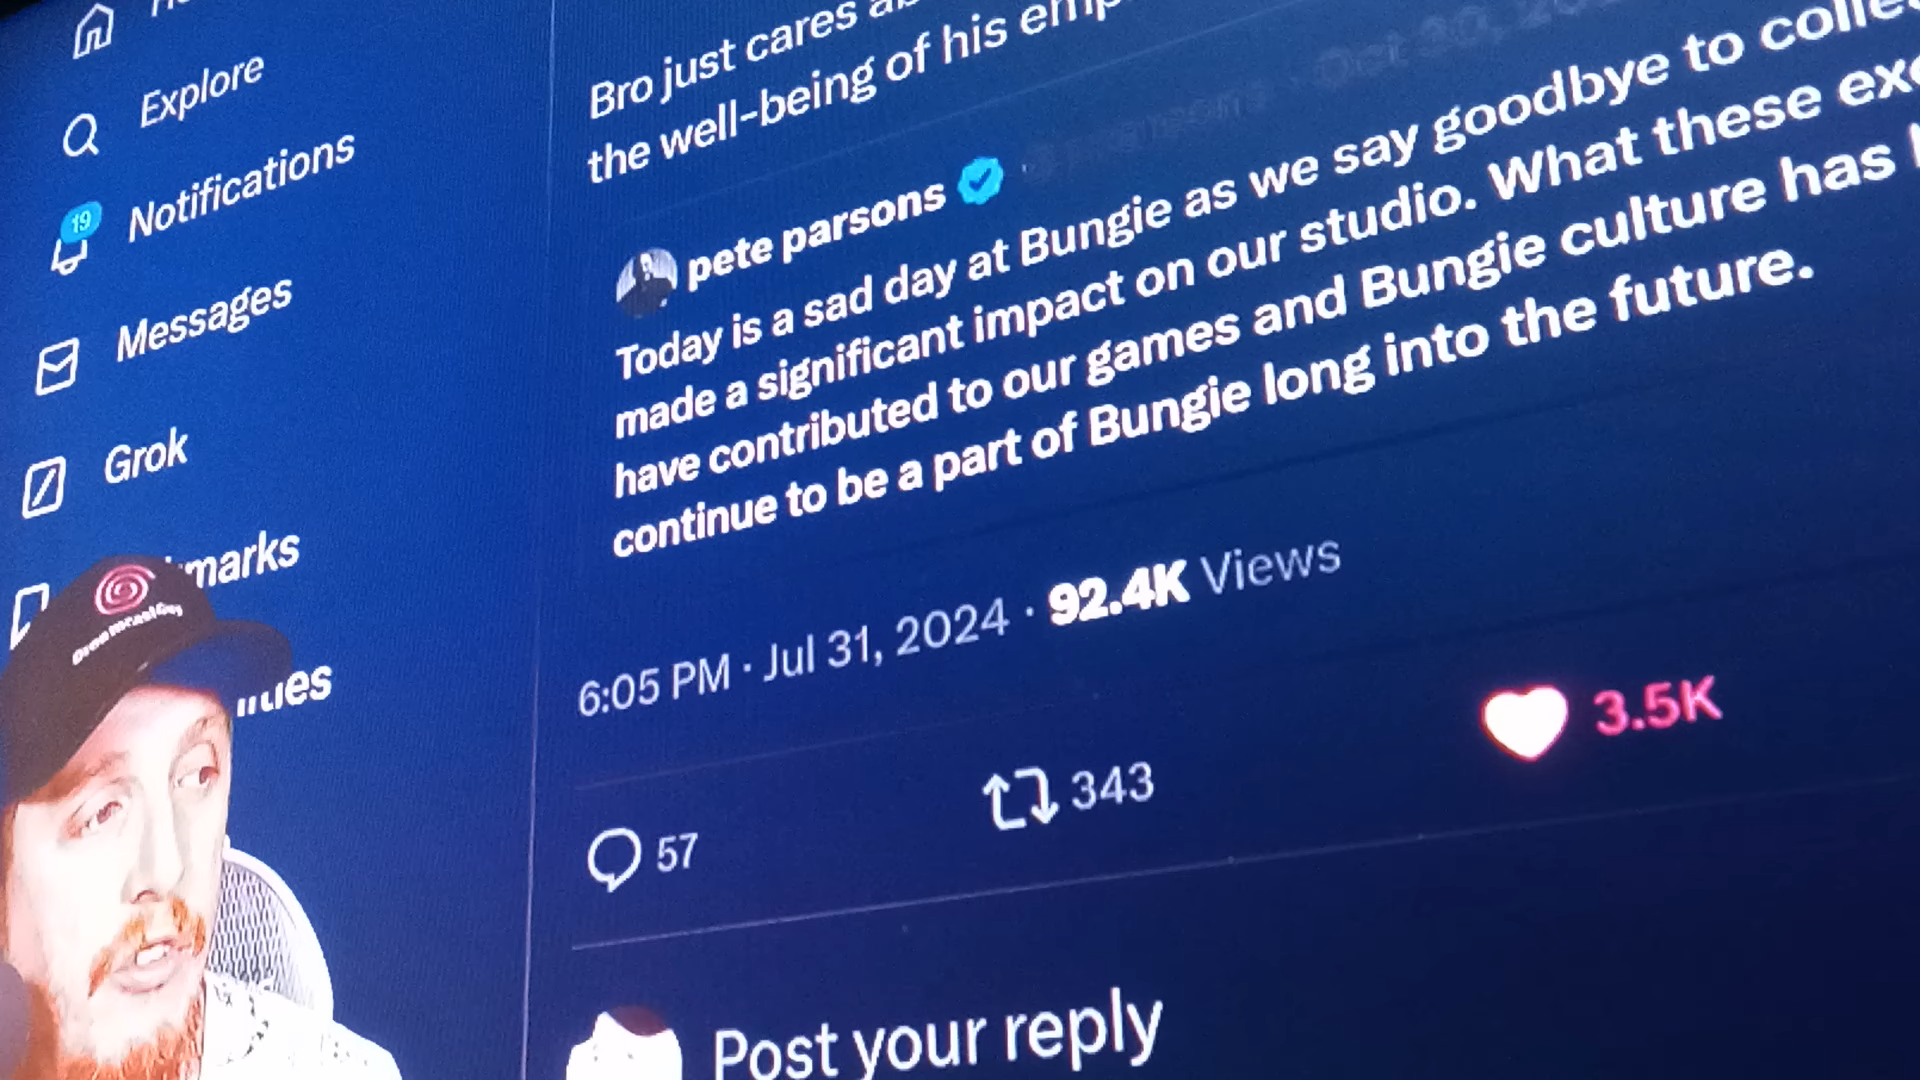 Explore
Notifications
19
Messages
Grok
marks
Bro just cares
the well-being of his
pete parsons
Today is a sad day at Bungie as we say goodbye to
made a significant impact on our studio. What these
have contributed to our games and Bungie culture has
continue to be a part of Bungie long into the future.
6:05 PM · Jul 31, 2024 · 92.4K Views
57
343
3.5K
Post your reply